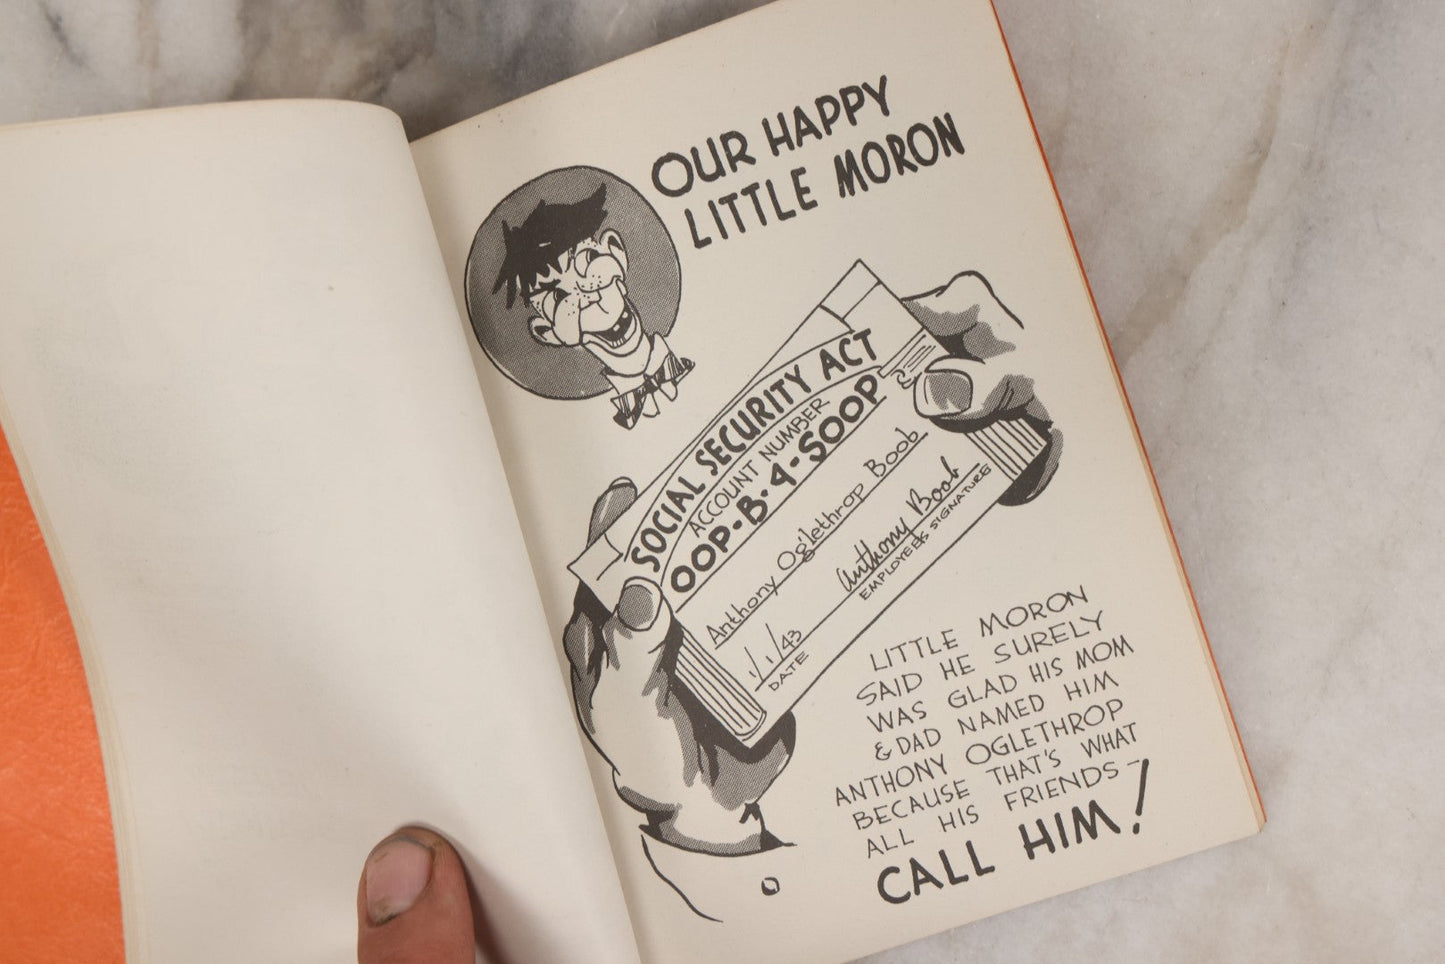 OUR HAPPY
LITTLE MORON
SOCIAL SECURITY ACT
ACCOUNT NUMBER
OOP-B-4-SOOP
Anthony Oglethrop Boob
1/1/43
DATE
Anthony Boob
EMPLOYEE'S SIGNATURE
LITTLE MORON
SAID HE SURELY
WAS GLAD HIS MOM
& DAD NAMED HIM
ANTHONY OGLETHROP
BECAUSE THAT'S WHAT
ALL HIS FRIENDS—
CALL HIM!